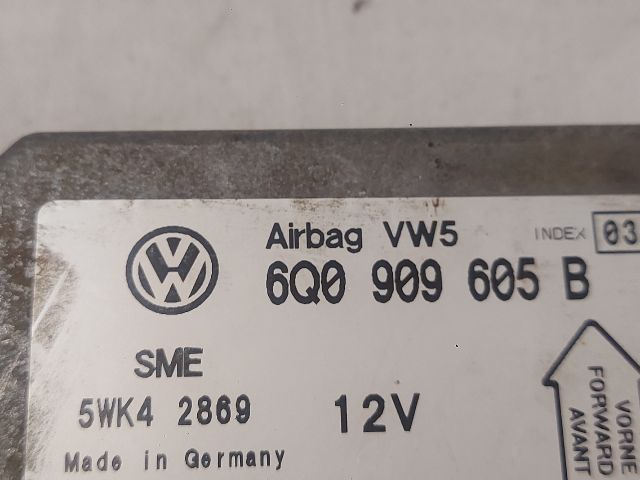 Airbag VW5 INDEX 03
6Q0 909 605 B
SME
5WK4 2869 12V
Made in Germany
VORNE
FORWARD
AVANT